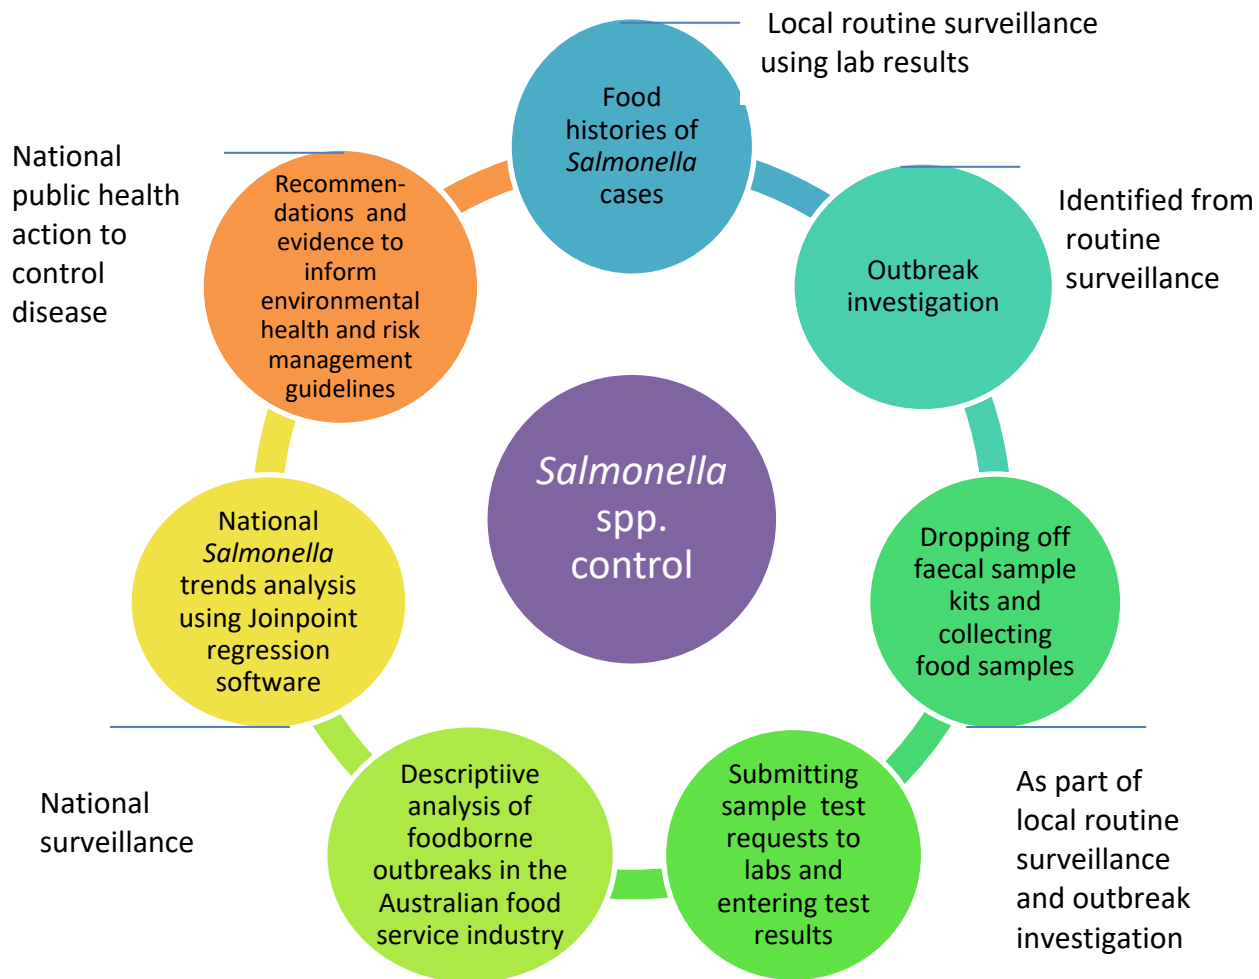 Local routine surveillance
using lab results
Food
histories of
Salmonella
cases
Identified from
routine
surveillance
Outbreak
investigation
Dropping off
faecal sample
kits and
collecting
food samples
As part of
local routine
surveillance
and outbreak
investigation
Submitting
sample test
requests to
labs and
entering test
results
Descriptiive
analysis of
foodborne
outbreaks in the
Australian food
service industry
National
Salmonella
trends analysis
using Joinpoint
regression
software
National
surveillance
Recommen-
dations and
evidence to
inform
environmental
health and risk
management
guidelines
National
public health
action to
control
disease
Salmonella
spp.
control